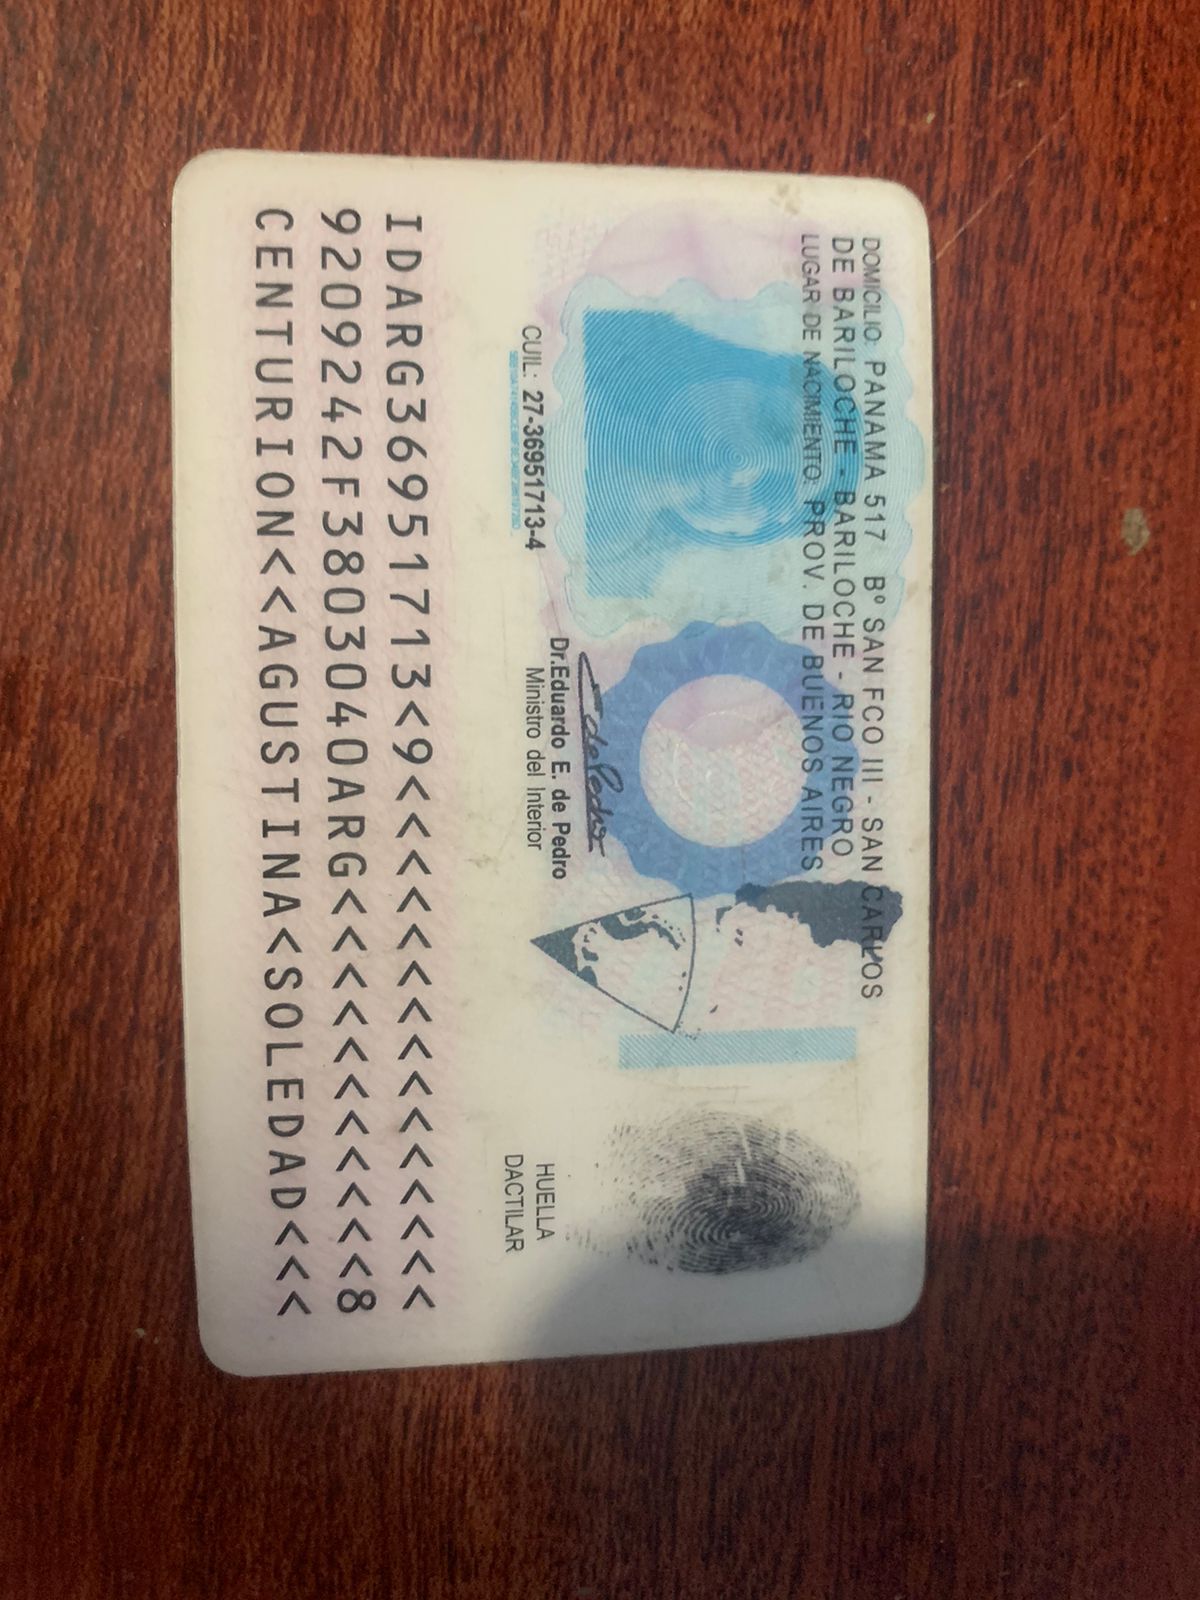 DOMICILIO: PANAMA 517 Bº SAN FCO III - SAN CARLOS
DE BARILOCHE - BARILOCHE - RIO NEGRO
LUGAR DE NACIMIENTO: PROV. DE BUENOS AIRES
CUIL: 27-36951713-4
Dr.Eduardo E. de Pedro
Ministro del Interior
HUELLA
DACTILAR
IDARG36951713<9<<<<<<<<<<<<<<<
9209242F3803040ARG<<<<<<<<<<<8
CENTURION<<AGUSTINA<SOLEDAD<<<